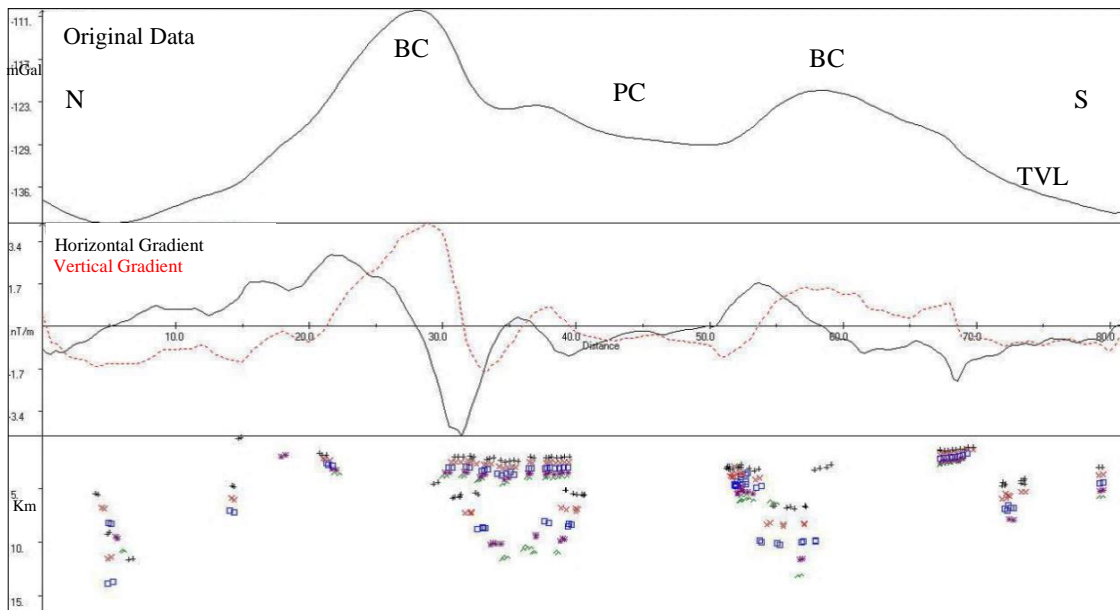 -111.
Original Data
BC
BC
mGal
PC
-123.
N
S
-129.
TVL
-136.
3.4
Horizontal Gradient
Vertical Gradient
1.7
nT/m
10.0 20.0 30.0 40.0 50.0 60.0 70.0 80.0
Distance
-1.7
-3.4
5.
Km
10.
15.